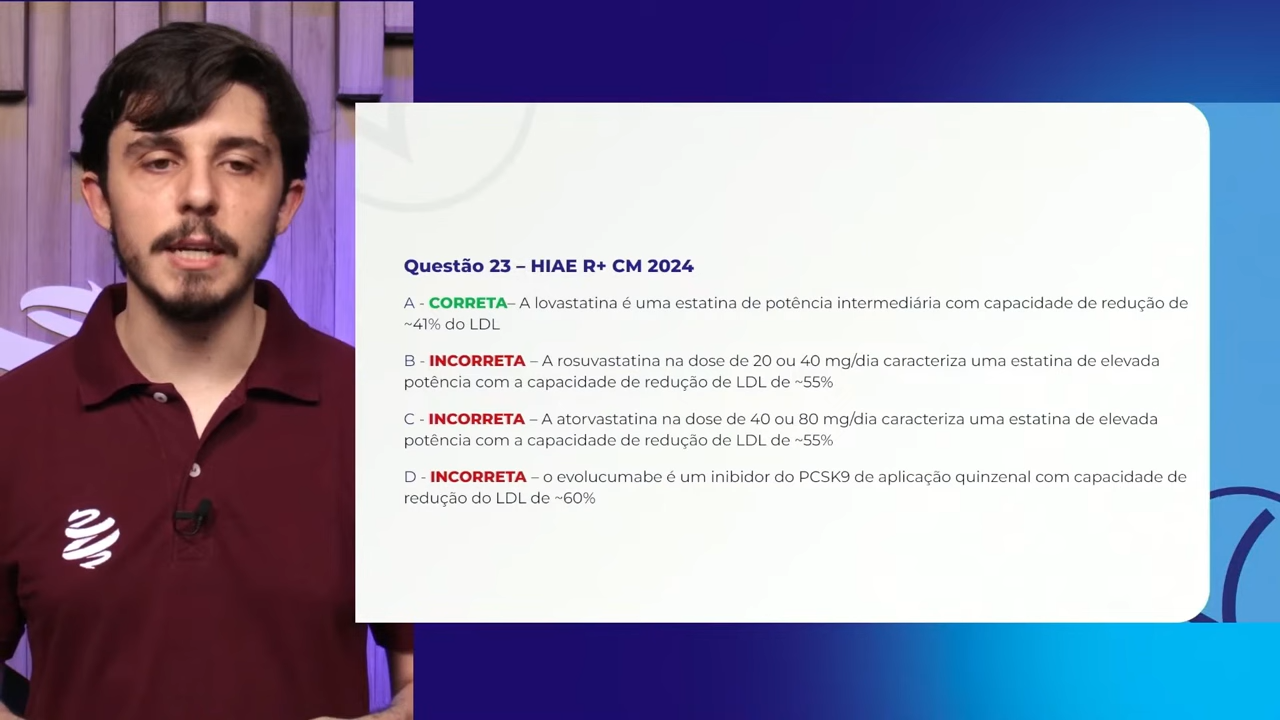 Questão 23 – HIAE R+ CM 2024
A - CORRETA– A lovastatina é uma estatina de potência intermediária com capacidade de redução de
~41% do LDL
B - INCORRETA – A rosuvastatina na dose de 20 ou 40 mg/dia caracteriza uma estatina de elevada
potência com a capacidade de redução de LDL de ~55%
C - INCORRETA – A atorvastatina na dose de 40 ou 80 mg/dia caracteriza uma estatina de elevada
potência com a capacidade de redução de LDL de ~55%
D - INCORRETA – o evolucumabe é um inibidor do PCSK9 de aplicação quinzenal com capacidade de
redução do LDL de ~60%